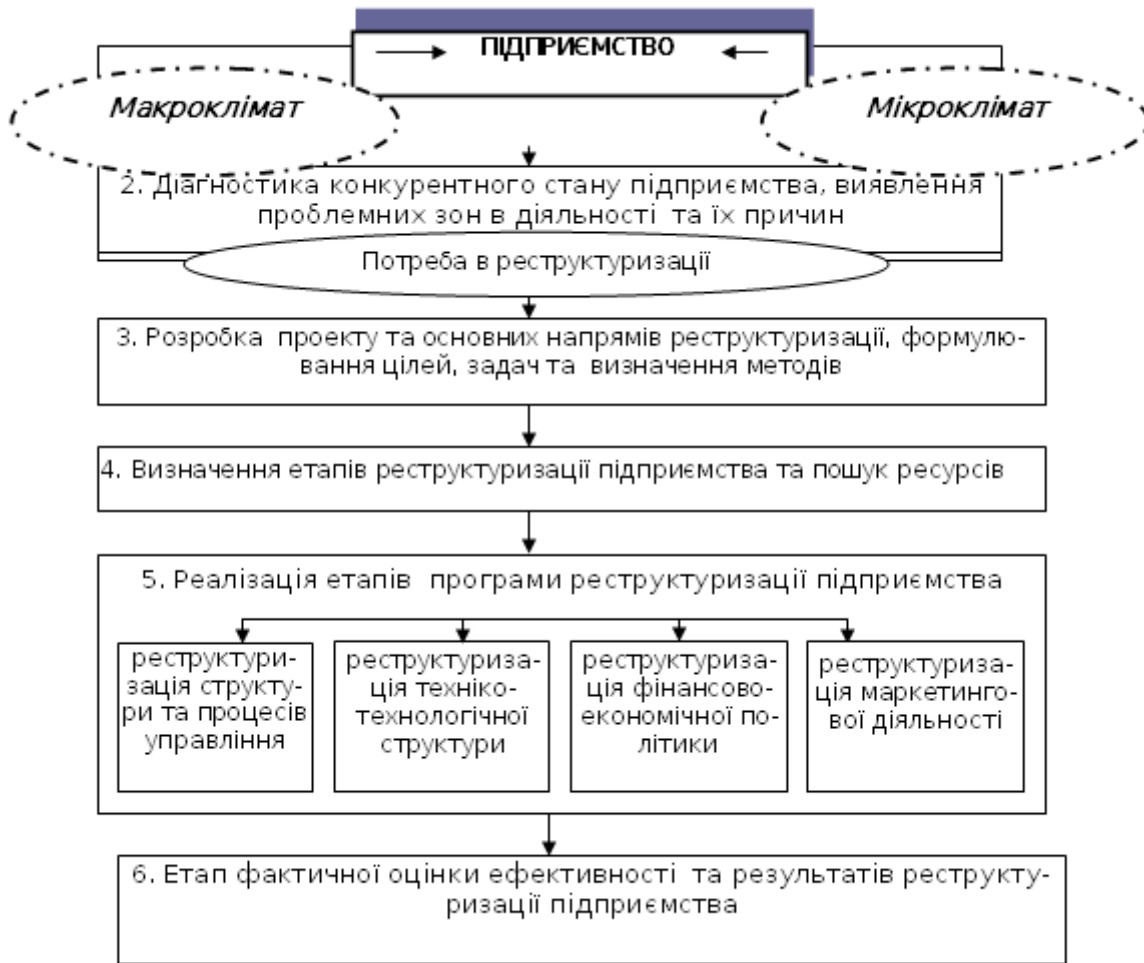 ПІДПРИЄМСТВО
Макроклімат
Мікроклімат
2. Діагностика конкурентного стану підприємства, виявлення
проблемних зон в діяльності та їх причин
Потреба в реструктуризації
3. Розробка проекту та основних напрямів реструктуризації, формулю-
вання цілей, задач та визначення методів
4. Визначення етапів реструктуризації підприємства та пошук ресурсів
5. Реалізація етапів програми реструктуризації підприємства
реструктури-
зація структу-
ри та процесів
управління
реструктуриза-
ція техніко-
технологічної
структури
реструктуриза-
ція фінансово-
економічної по-
літики
реструктуриза-
ція маркетинго-
вої діяльності
6. Етап фактичної оцінки ефективності та результатів реструкту-
ризації підприємства